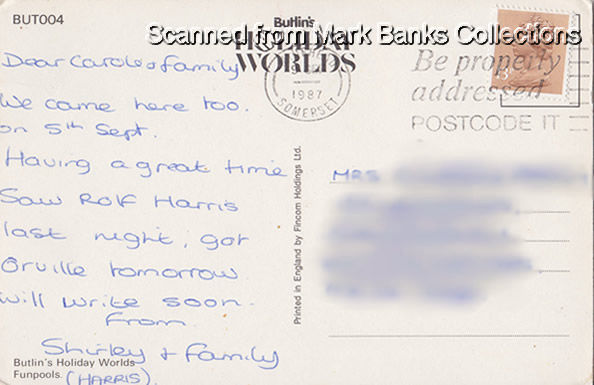 BUT004
Scanned from Mark Banks Collections
Butlin's
HOLIDAY
WORLDS
1987
SOMERSET
Be properly
addressed
POSTCODE IT
Dear Carole & family
We came here too.
on 5th Sept.
Having a great time
Saw Rolf Harris
last night, got
Orville tomorrow
will write soon.
From
Shirley + Family
(HARRIS).
Butlin's Holiday Worlds
Funpools.
Printed in England by Fincom Holdings Ltd.
MRS